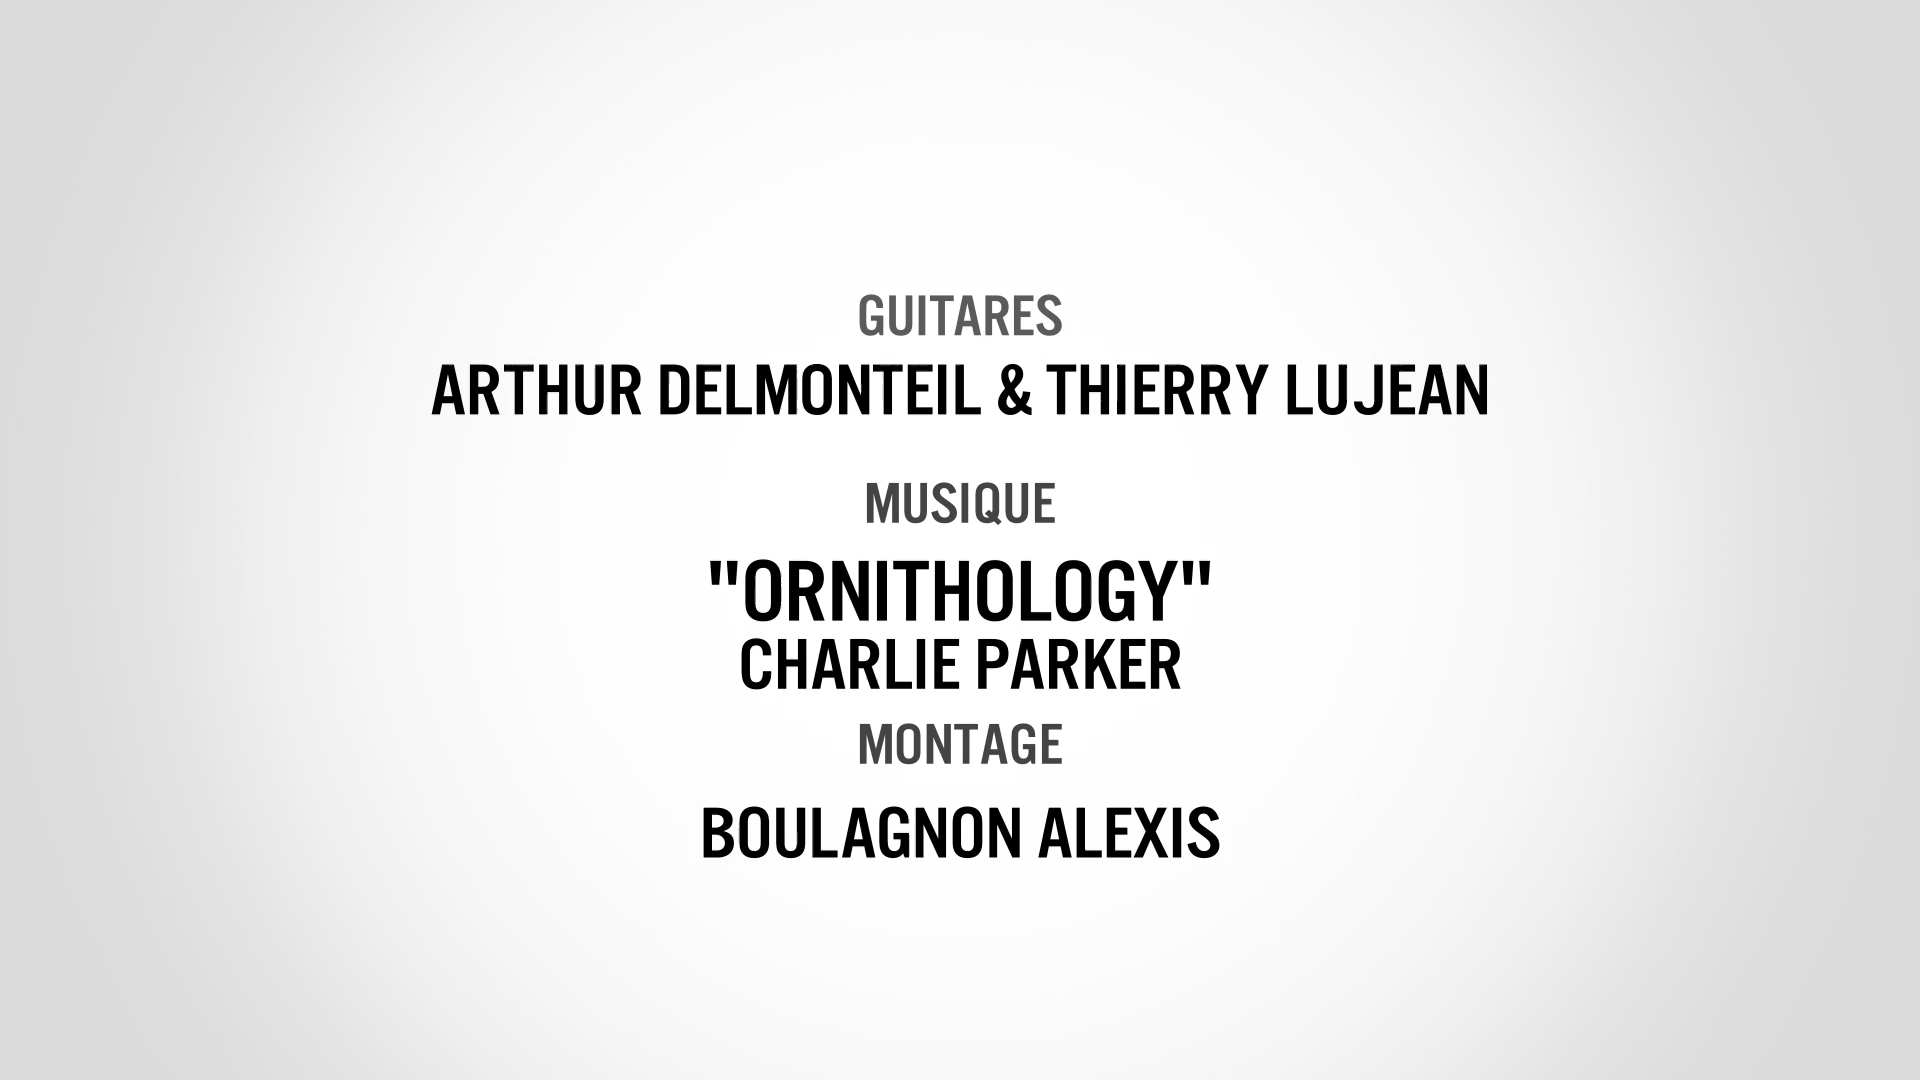 GUITARES
ARTHUR DELMONTEIL & THIERRY LUJEAN
MUSIQUE
"ORNITHOLOGY"
CHARLIE PARKER
MONTAGE
BOULAGNON ALEXIS